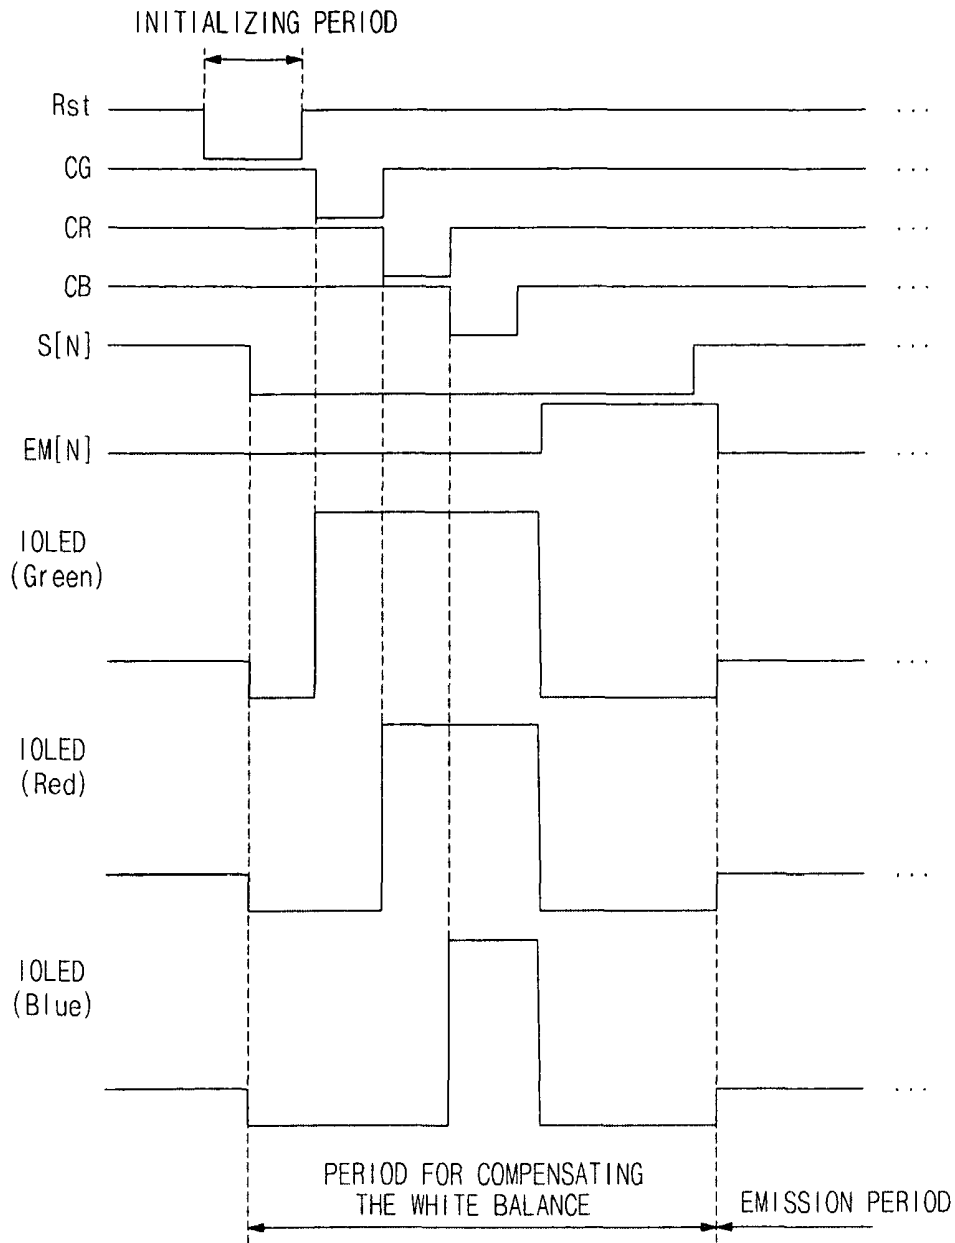 INITIALIZING PERIOD
Rst
...
CG
...
CR
...
CB
...
S[N]
...
EM[N]
...
IOLED
(Green)
...
IOLED
(Red)
...
IOLED
(Blue)
...
PERIOD FOR COMPENSATING
THE WHITE BALANCE
EMISSION PERIOD